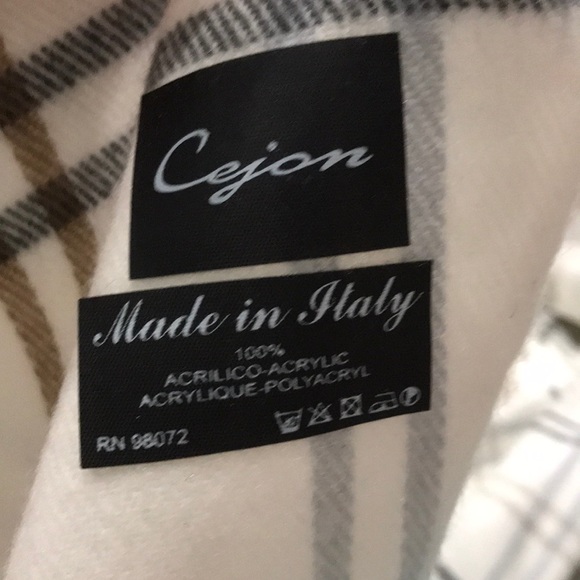 Cejon
Made in Italy
100%
ACRILICO-ACRYLIC
ACRYLIQUE-POLYACRYL
RN 98072